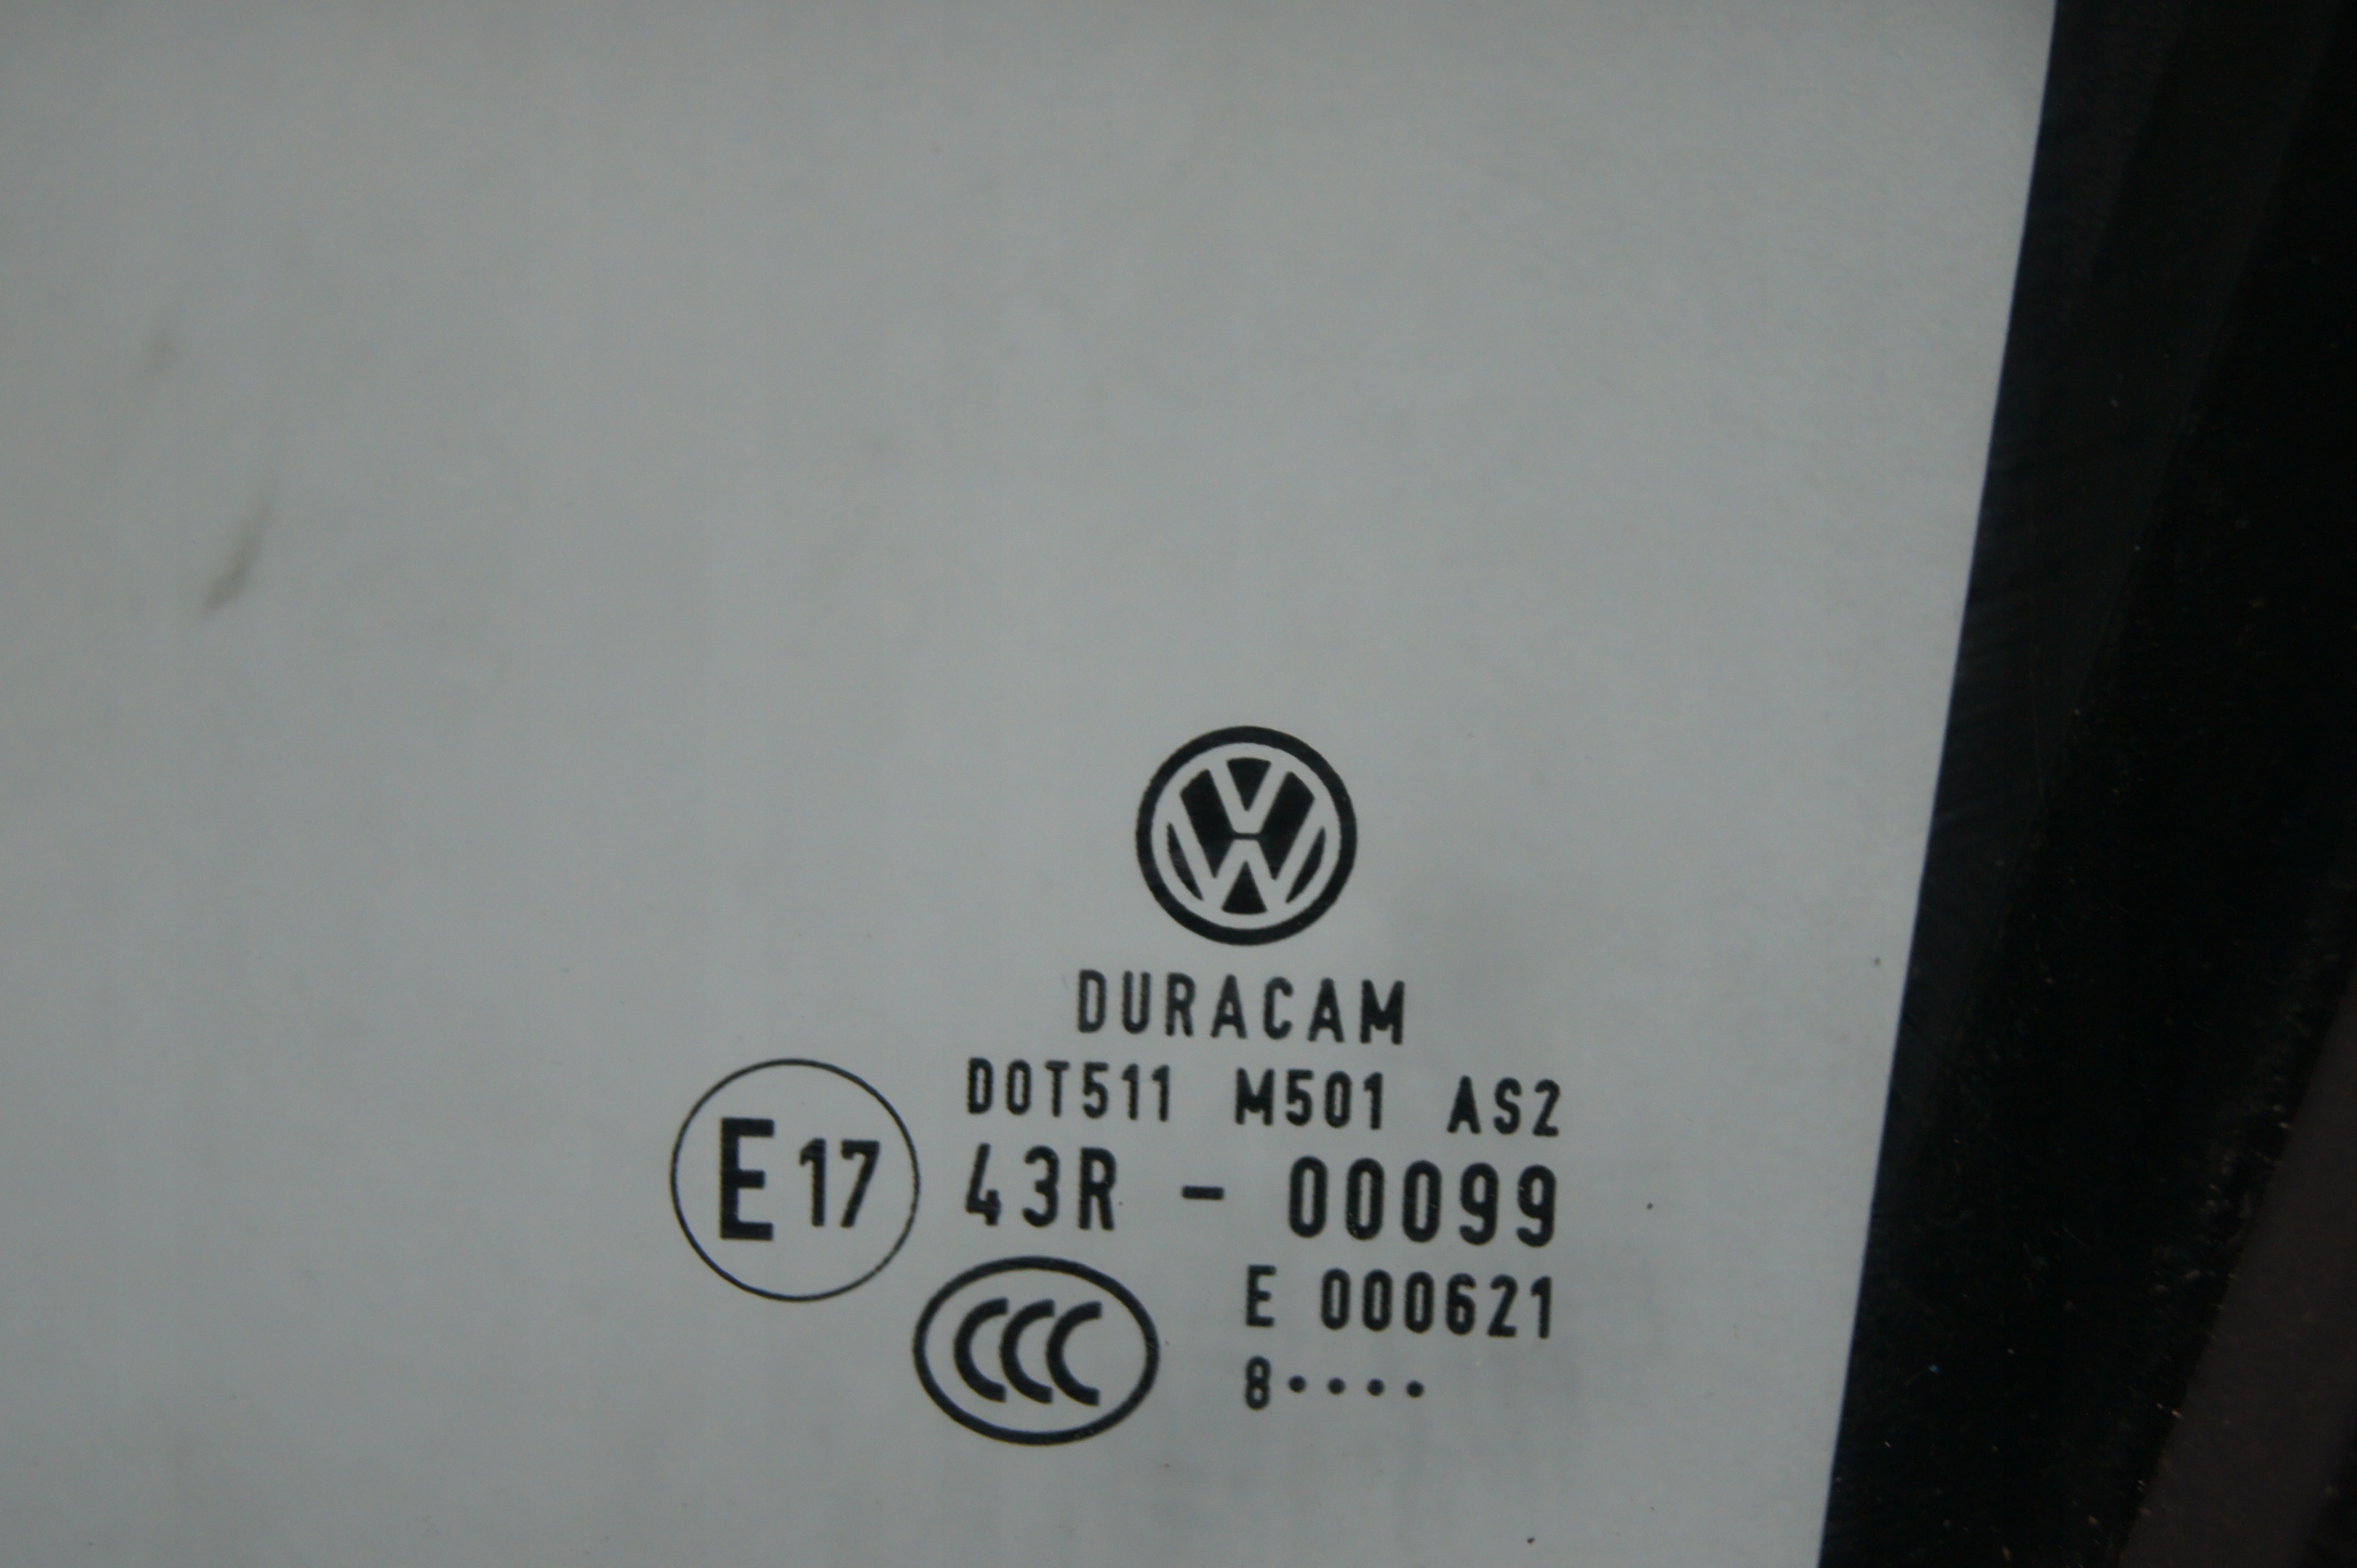 DURACAM
DOT511 M501 AS2
E17 43R - 00099
CCC E 000621
8····